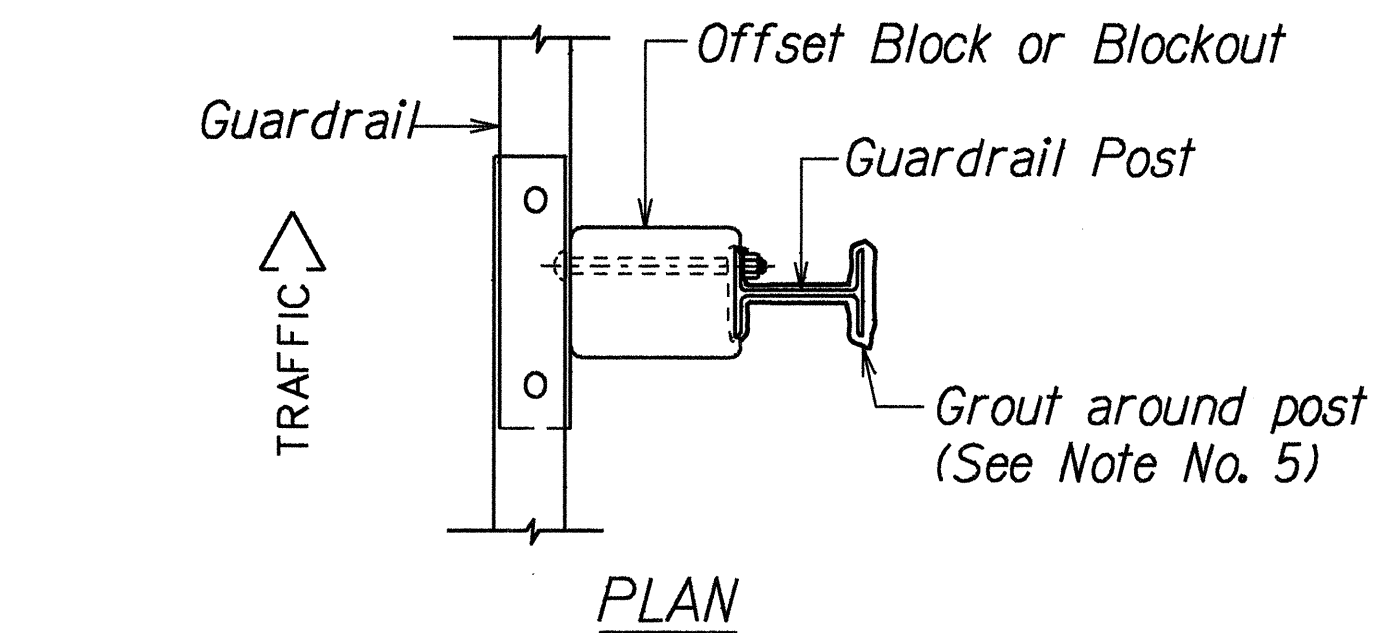 Offset Block or Blockout
Guardrail
Guardrail Post
TRAFFIC
Grout around post
(See Note No. 5)
PLAN